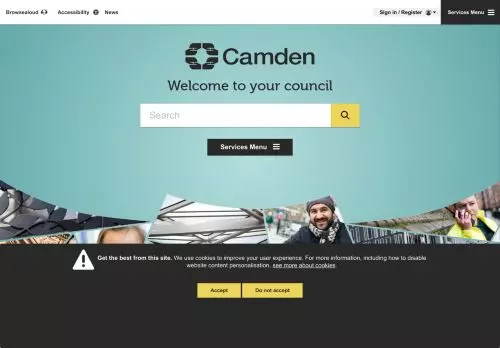 Browsealoud Accessibility News Sign in / Register Services Menu
Camden
Welcome to your council
Search
Services Menu
Get the best from this site. We use cookies to improve your user experience. For more information, including how to disable
website content personalisation, see more about cookies.
Accept Do not accept